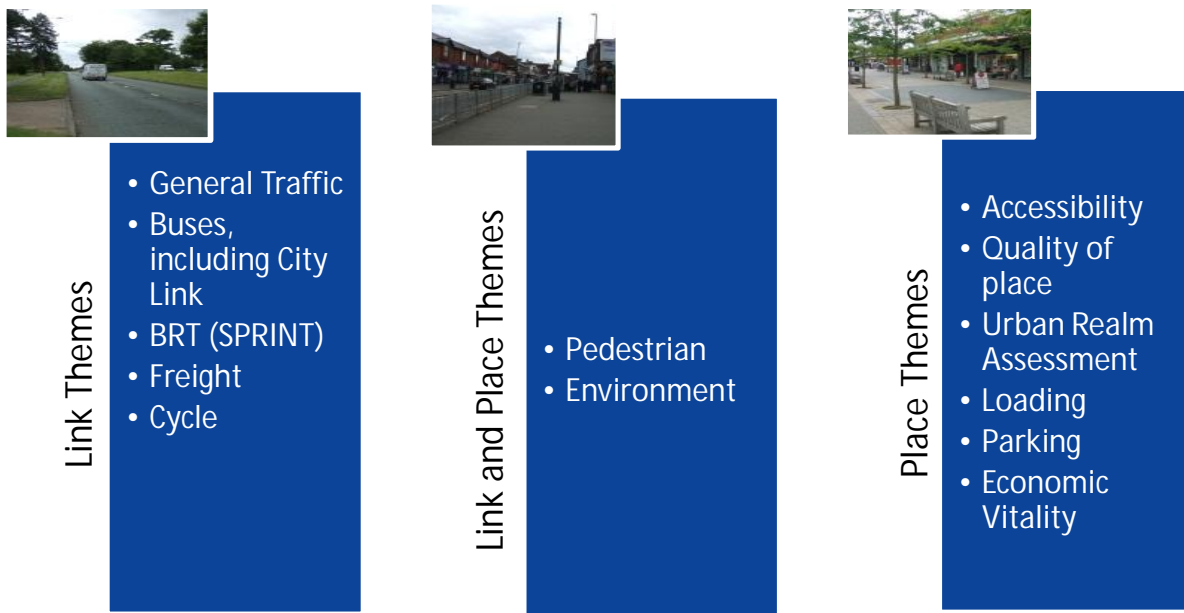 Link Themes
• General Traffic
• Buses,
including City
Link
• BRT (SPRINT)
• Freight
• Cycle
Link and Place Themes
• Pedestrian
• Environment
Place Themes
• Accessibility
• Quality of
place
• Urban Realm
Assessment
• Loading
• Parking
• Economic
Vitality